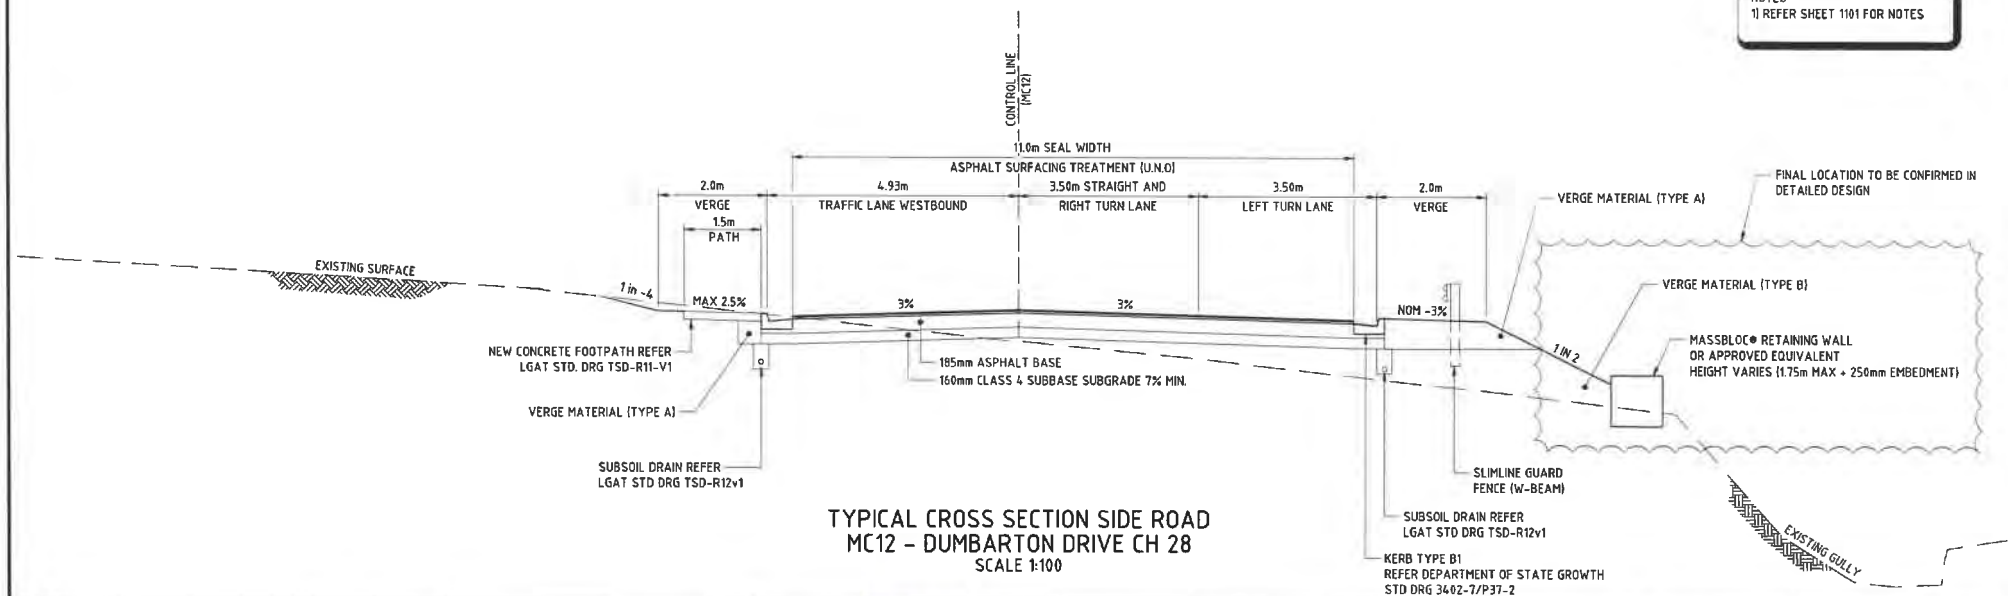 NOTES
1) REFER SHEET 1101 FOR NOTES
CONTROL LINE
(MC12)
11.0m SEAL WIDTH
ASPHALT SURFACING TREATMENT (U.N.O)
2.0m
VERGE
4.93m
TRAFFIC LANE WESTBOUND
3.50m STRAIGHT AND
RIGHT TURN LANE
3.50m
LEFT TURN LANE
2.0m
VERGE
1.5m
PATH
VERGE MATERIAL (TYPE A)
FINAL LOCATION TO BE CONFIRMED IN
DETAILED DESIGN
EXISTING SURFACE
1 in -4
MAX 2.5%
3%
3%
NOM -3%
1 IN 2
VERGE MATERIAL (TYPE B)
MASSBLOC® RETAINING WALL
OR APPROVED EQUIVALENT
HEIGHT VARIES (1.75m MAX + 250mm EMBEDMENT)
NEW CONCRETE FOOTPATH REFER
LGAT STD. DRG TSD-R11-V1
185mm ASPHALT BASE
160mm CLASS 4 SUBBASE SUBGRADE 7% MIN.
VERGE MATERIAL (TYPE A)
SUBSOIL DRAIN REFER
LGAT STD DRG TSD-R12v1
SLIMLINE GUARD
FENCE (W-BEAM)
SUBSOIL DRAIN REFER
LGAT STD DRG TSD-R12v1
KERB TYPE B1
REFER DEPARTMENT OF STATE GROWTH
STD DRG 3402-7/P37-2
EXISTING GULLY
TYPICAL CROSS SECTION SIDE ROAD
MC12 - DUMBARTON DRIVE CH 28
SCALE 1:100